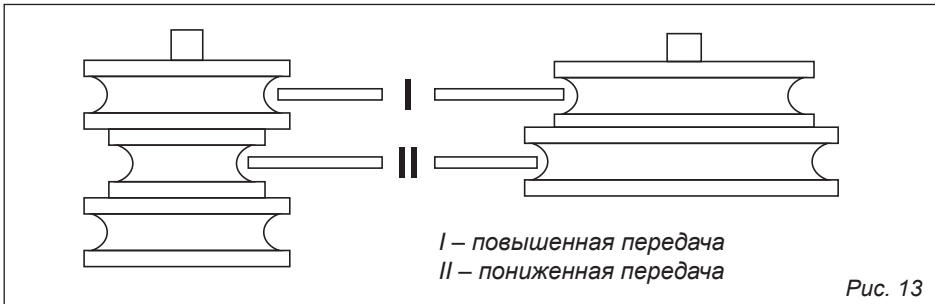 I
II
I – повышенная передача
II – пониженная передача
Рис. 13